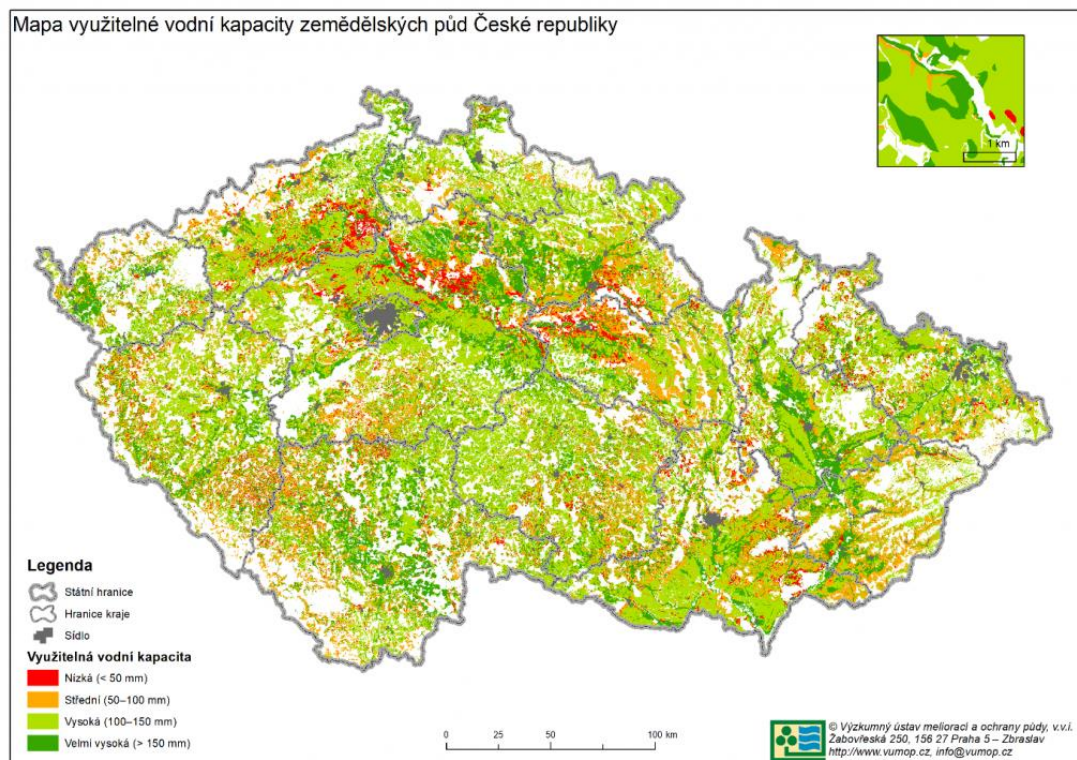 Mapa využitelné vodní kapacity zemědělských půd České republiky
1 km
Legenda
Státní hranice
Hranice kraje
Sídlo
Využitelná vodní kapacita
Nízká (< 50 mm)
Střední (50–100 mm)
Vysoká (100–150 mm)
Velmi vysoká (> 150 mm)
0 25 50 100 km
© Výzkumný ústav meliorací a ochrany půdy, v.v.i.
Žabovřeská 250, 156 27 Praha 5 – Zbraslav
http://www.vumop.cz, info@vumop.cz